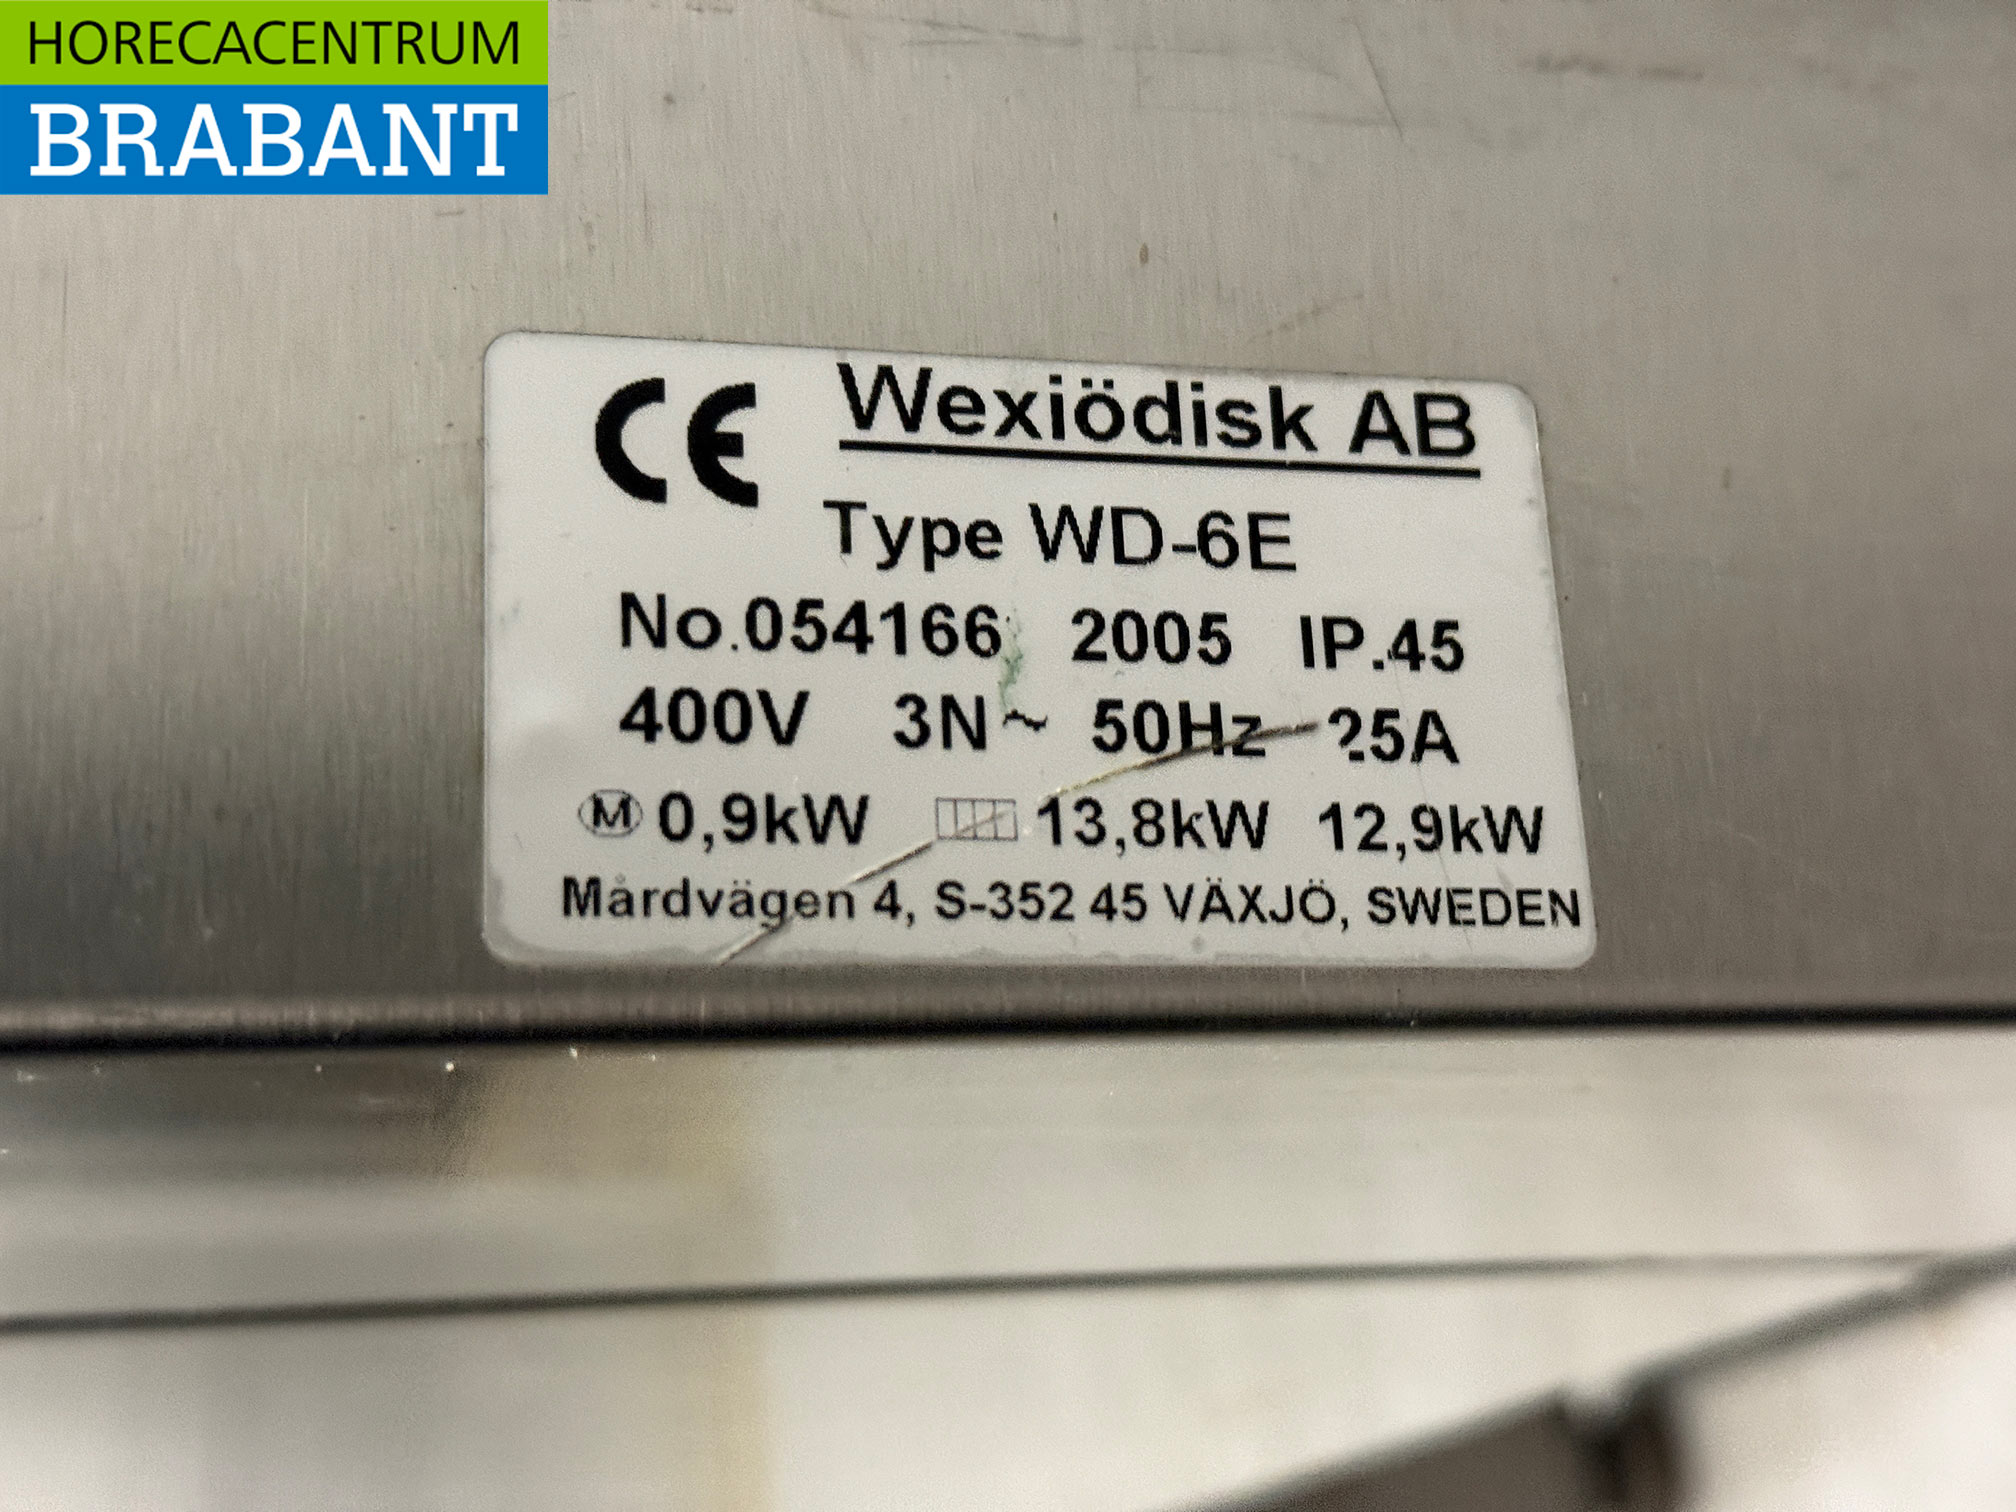 HORECACENTRUM
BRABANT
CE Wexiödisk AB
Type WD-6E
No.054166 2005 IP.45
400V 3N~ 50Hz 25A
M 0,9kW 13,8kW 12,9kW
Mårdvägen 4, S-352 45 VÄXJÖ, SWEDEN